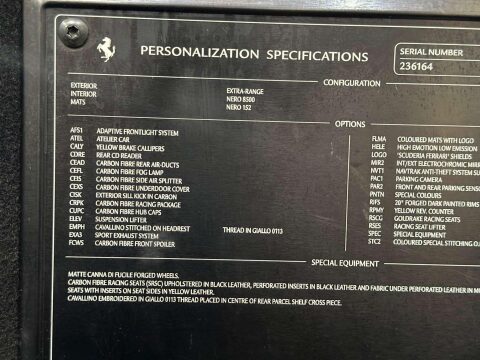 PERSONALIZATION SPECIFICATIONS
SERIAL NUMBER
236164
CONFIGURATION
EXTERIOR EXTRA-RANGE
INTERIOR NERO 8500
MATS NERO 152
OPTIONS
AFS1 ADAPTIVE FRONTLIGHT SYSTEM
ATEL ATELIER CAR
CALY YELLOW BRAKE CALLIPERS
CDRE REAR CD READER
CEAD CARBON FIBRE REAR AIR-DUCTS
CEFL CARBON FIBRE FOG LAMP
CEIS CARBON FIBRE SIDE AIR SPLITTER
CEXS CARBON FIBRE UNDERDOOR COVER
CISK EXTERIOR SILL KICK IN CARBON
CRPK CARBON FIBRE RACING PACKAGE
CUPC CARBON FIBRE HUB CAPS
ELEV SUSPENSION LIFTER
EMPH CAVALLINO STITCHED ON HEADREST THREAD IN GIALLO 0113
EXA3 SPORT EXHAUST SYSTEM
FCWS CARBON FIBRE FRONT SPOILER
FLMA COLOURED MATS WITH LOGO
HELE HIGH EMOTION LOW EMISSION
LOGO "SCUDERIA FERRARI" SHIELDS
MIR2 INT/EXT ELECTROCHROMIC MIRR
NVT1 NAVTRAK ANTI-THEFT SYSTEM
PAC1 PARKING CAMERA
PAR2 FRONT AND REAR PARKING SENSOR
PNTN SPECIAL COLOURS
RJFS 20" FORGED DARK PAINTED RIMS
RPMY YELLOW REV. COUNTER
RSCG GOLDRAKE RACING SEATS
RSES RACING SEAT LIFTER
SPEC SPECIAL EQUIPMENT
STC2 COLOURED SPECIAL STITCHING
SPECIAL EQUIPMENT
MATTE CANNA DI FUCILE FORGED WHEELS.
CARBON FIBRE RACING SEATS (SRSC) UPHOLSTERED IN BLACK LEATHER, PERFORATED INSERTS IN BLACK LEATHER AND FABRIC UNDER PERFORATED LEATHER IN
SEATS WITH INSERTS ON SEAT SIDES IN YELLOW LEATHER.
CAVALLINO EMBROIDERED IN GIALLO 0113 THREAD PLACED IN CENTRE OF REAR PARCEL SHELF CROSS PIECE.